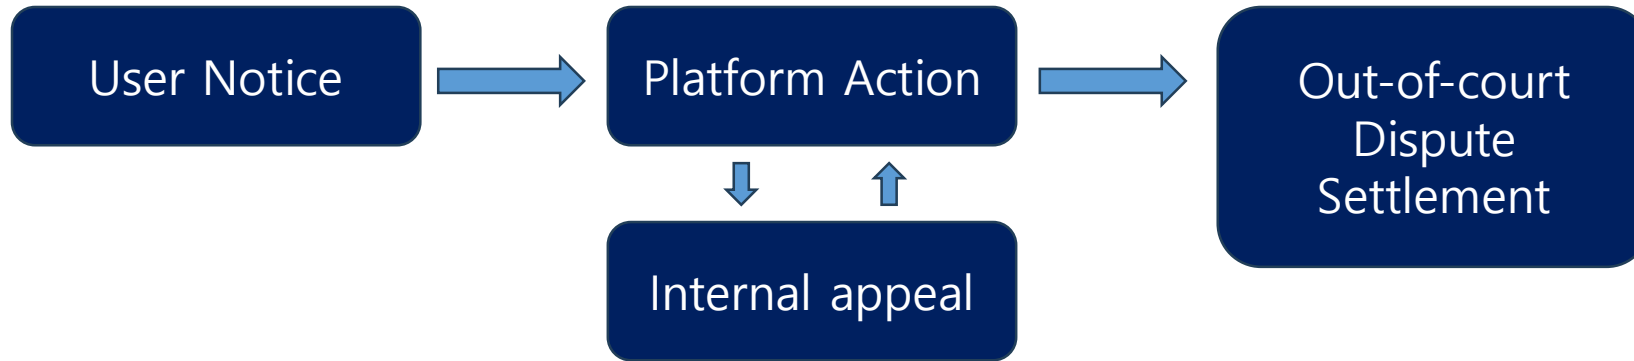 User Notice
Platform Action
Out-of-court
Dispute
Settlement
Internal appeal